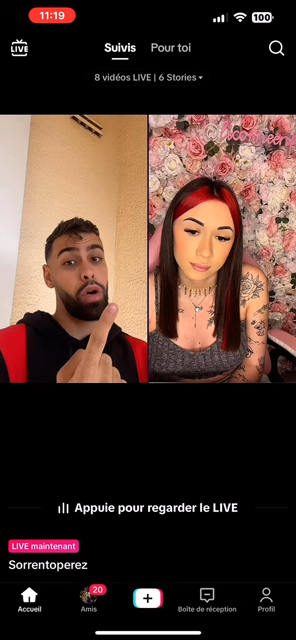 11:19
100
LIVE
Suivis
Pour toi
8 vidéos LIVE | 6 Stories
Appuie pour regarder le LIVE
LIVE maintenant
Sorrentoperez
20
Accueil
Amis
Boîte de réception
Profil